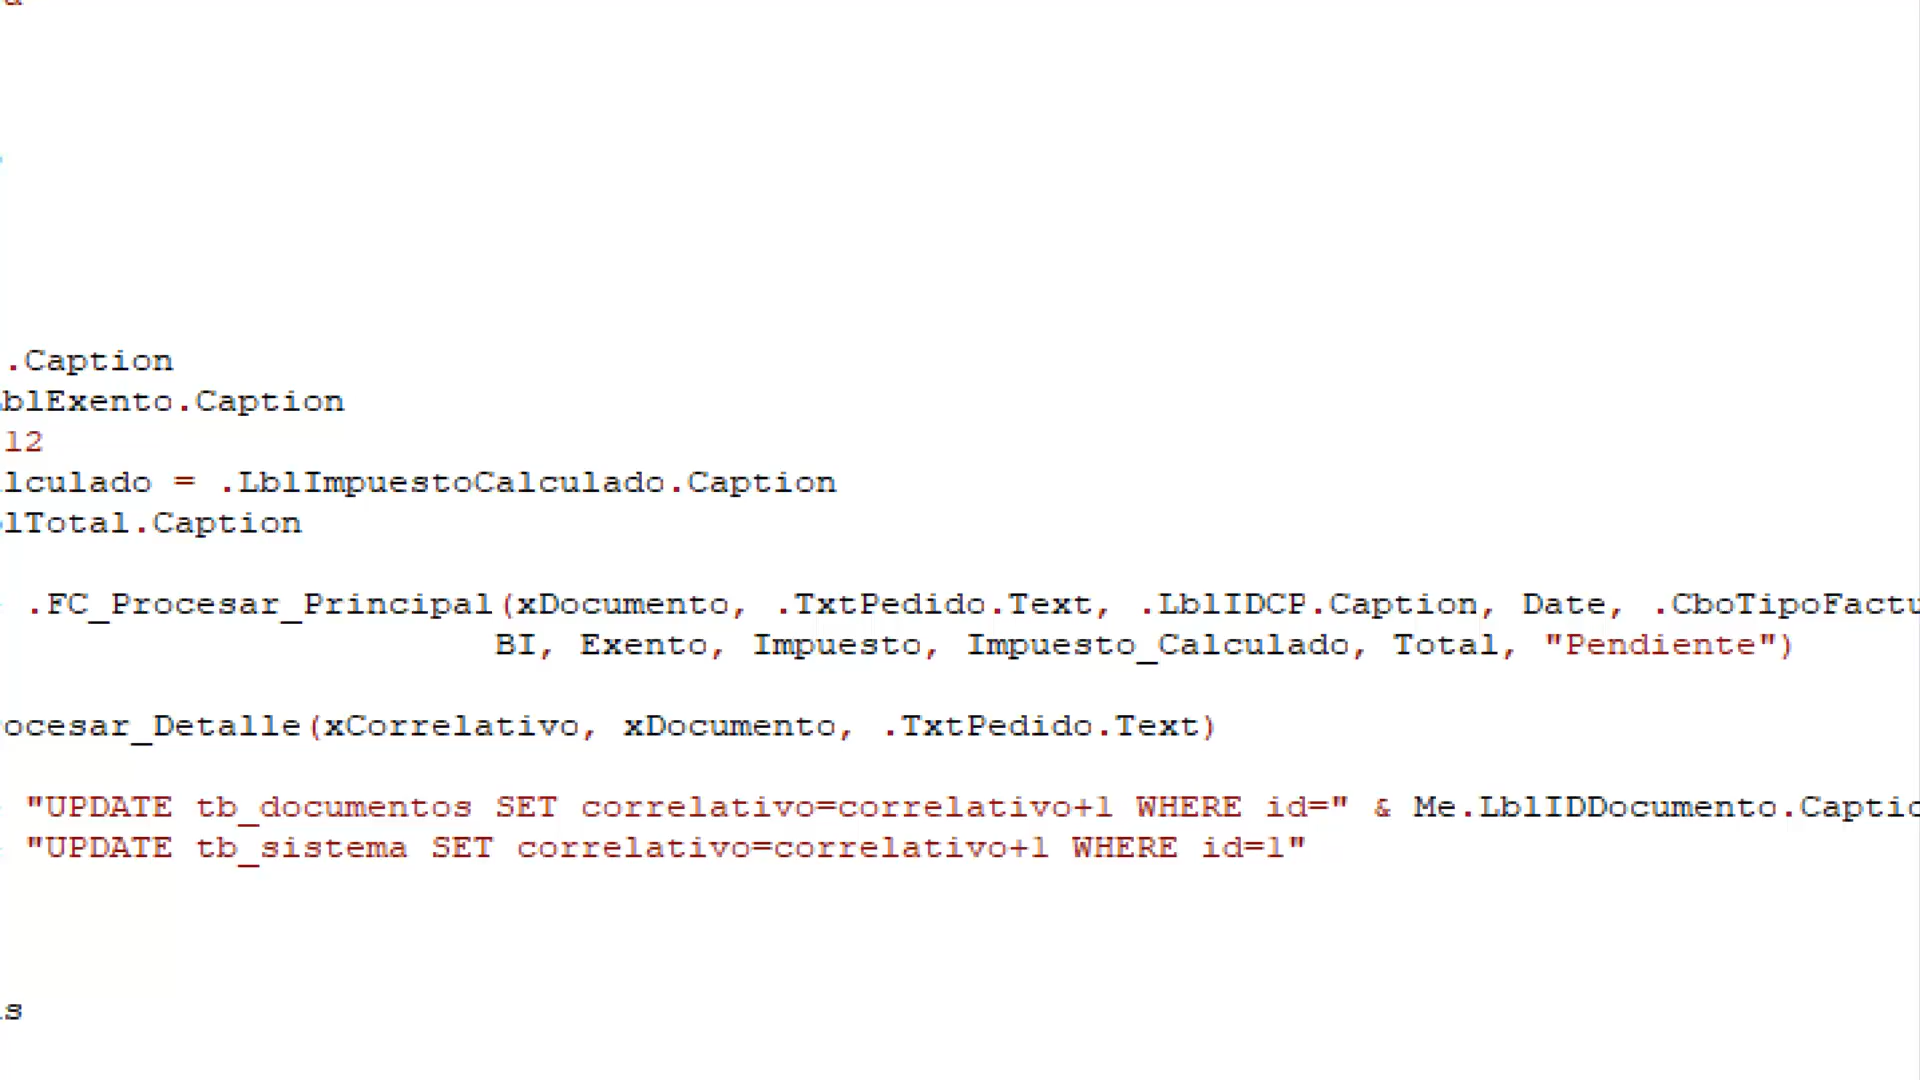 .Caption
blExento.Caption
12
lculado = .LblImpuestoCalculado.Caption
lTotal.Caption
.FC_Procesar_Principal(xDocumento, .TxtPedido.Text, .LblIDCP.Caption, Date, .CboTipoFactu
BI, Exento, Impuesto, Impuesto_Calculado, Total, "Pendiente")
ocesar_Detalle(xCorrelativo, xDocumento, .TxtPedido.Text)
"UPDATE tb_documentos SET correlativo=correlativo+1 WHERE id=" & Me.LblIDDocumento.Captio
"UPDATE tb_sistema SET correlativo=correlativo+1 WHERE id=1"
s